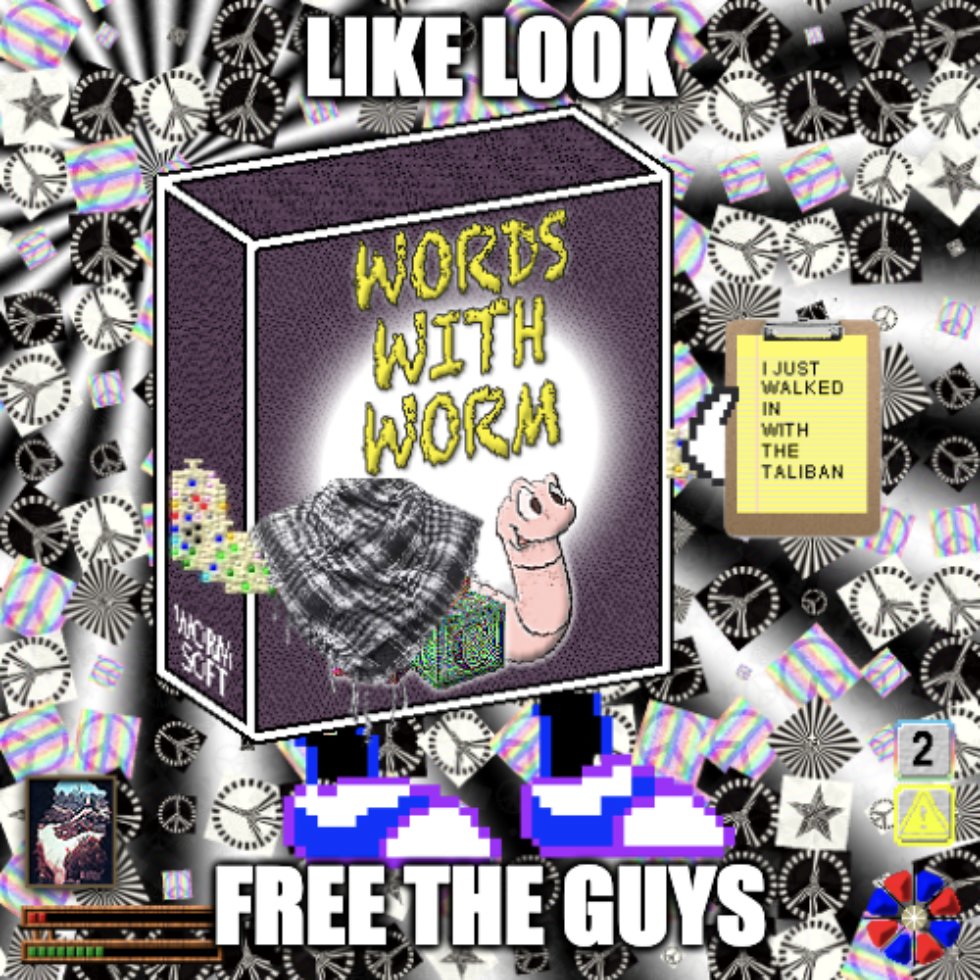 LIKE LOOK
WORDS
WITH
WORM
I JUST
WALKED
IN
WITH
THE
TALIBAN
WORM
SOFT
2
!
FREE THE GUYS